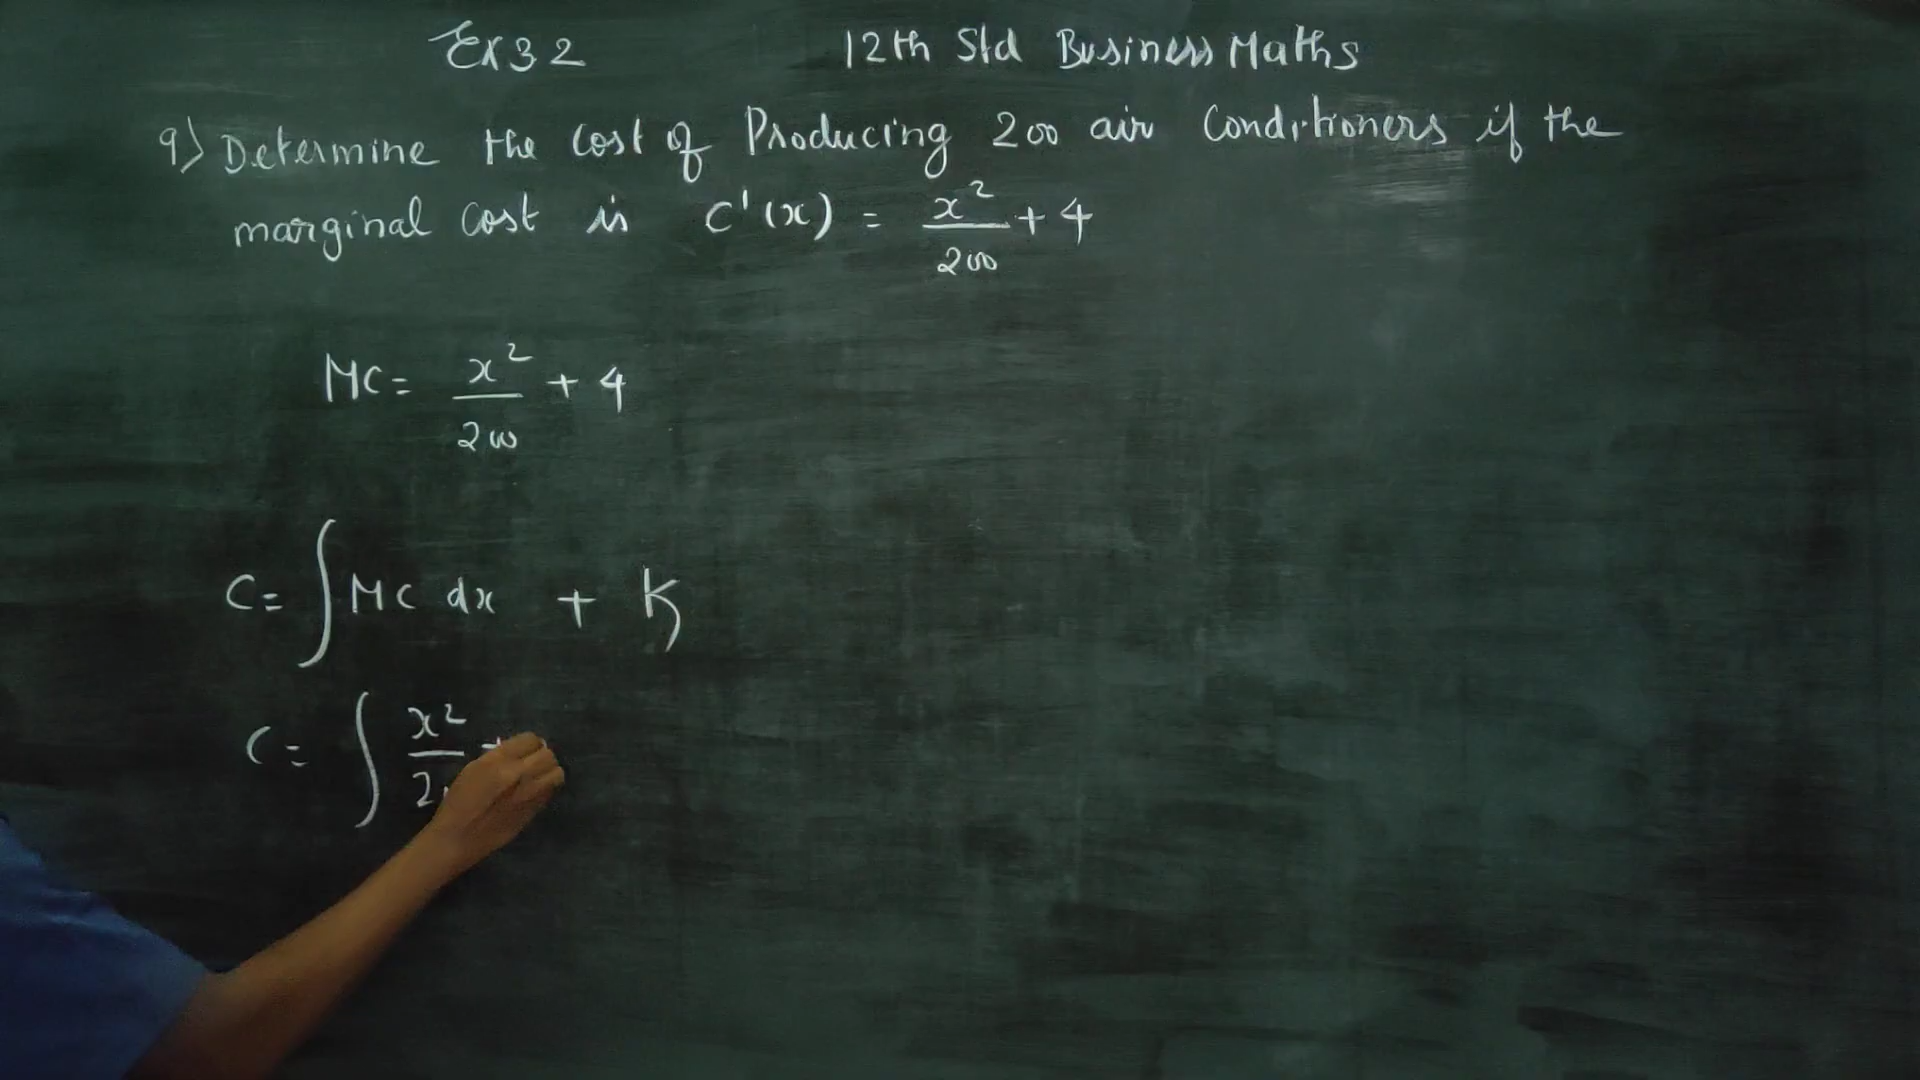 Ex 3 2
12th Std Business Maths
9) Determine the cost of Producing 200 air Conditioners if the
marginal cost is C'(x) = x²/200 + 4
MC = x²/200 + 4
C = ∫ MC dx + k
C = ∫ x²/2